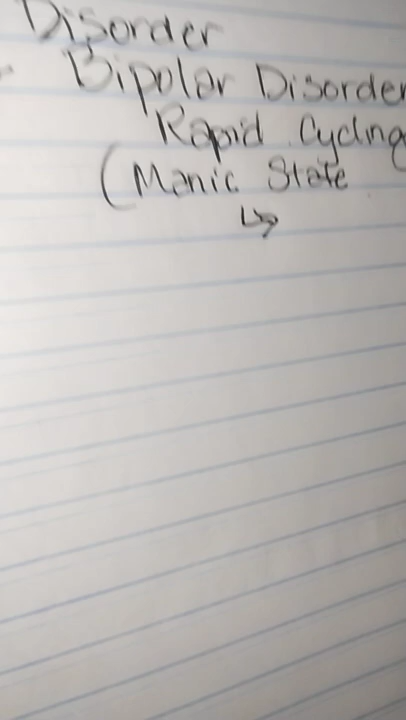 Disorder
- Bipolar Disorder
Rapid Cycling
(Manic State
↳